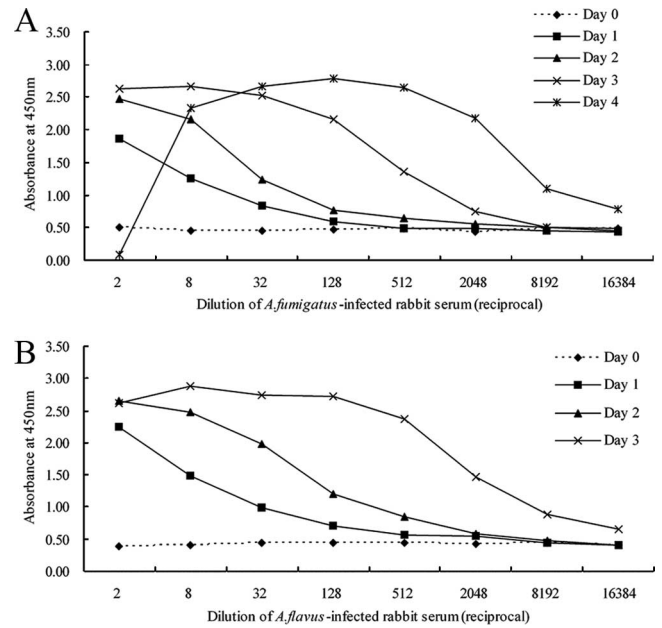 A
3.50
3.00
2.50
2.00
1.50
1.00
0.50
0.00
Absorbance at 450nm
Day 0
Day 1
Day 2
Day 3
Day 4
2 8 32 128 512 2048 8192 16384
Dilution of A.fumigatus-infected rabbit serum (reciprocal)
B
3.50
3.00
2.50
2.00
1.50
1.00
0.50
0.00
Absorbance at 450nm
Day 0
Day 1
Day 2
Day 3
2 8 32 128 512 2048 8192 16384
Dilution of A.flavus-infected rabbit serum (reciprocal)